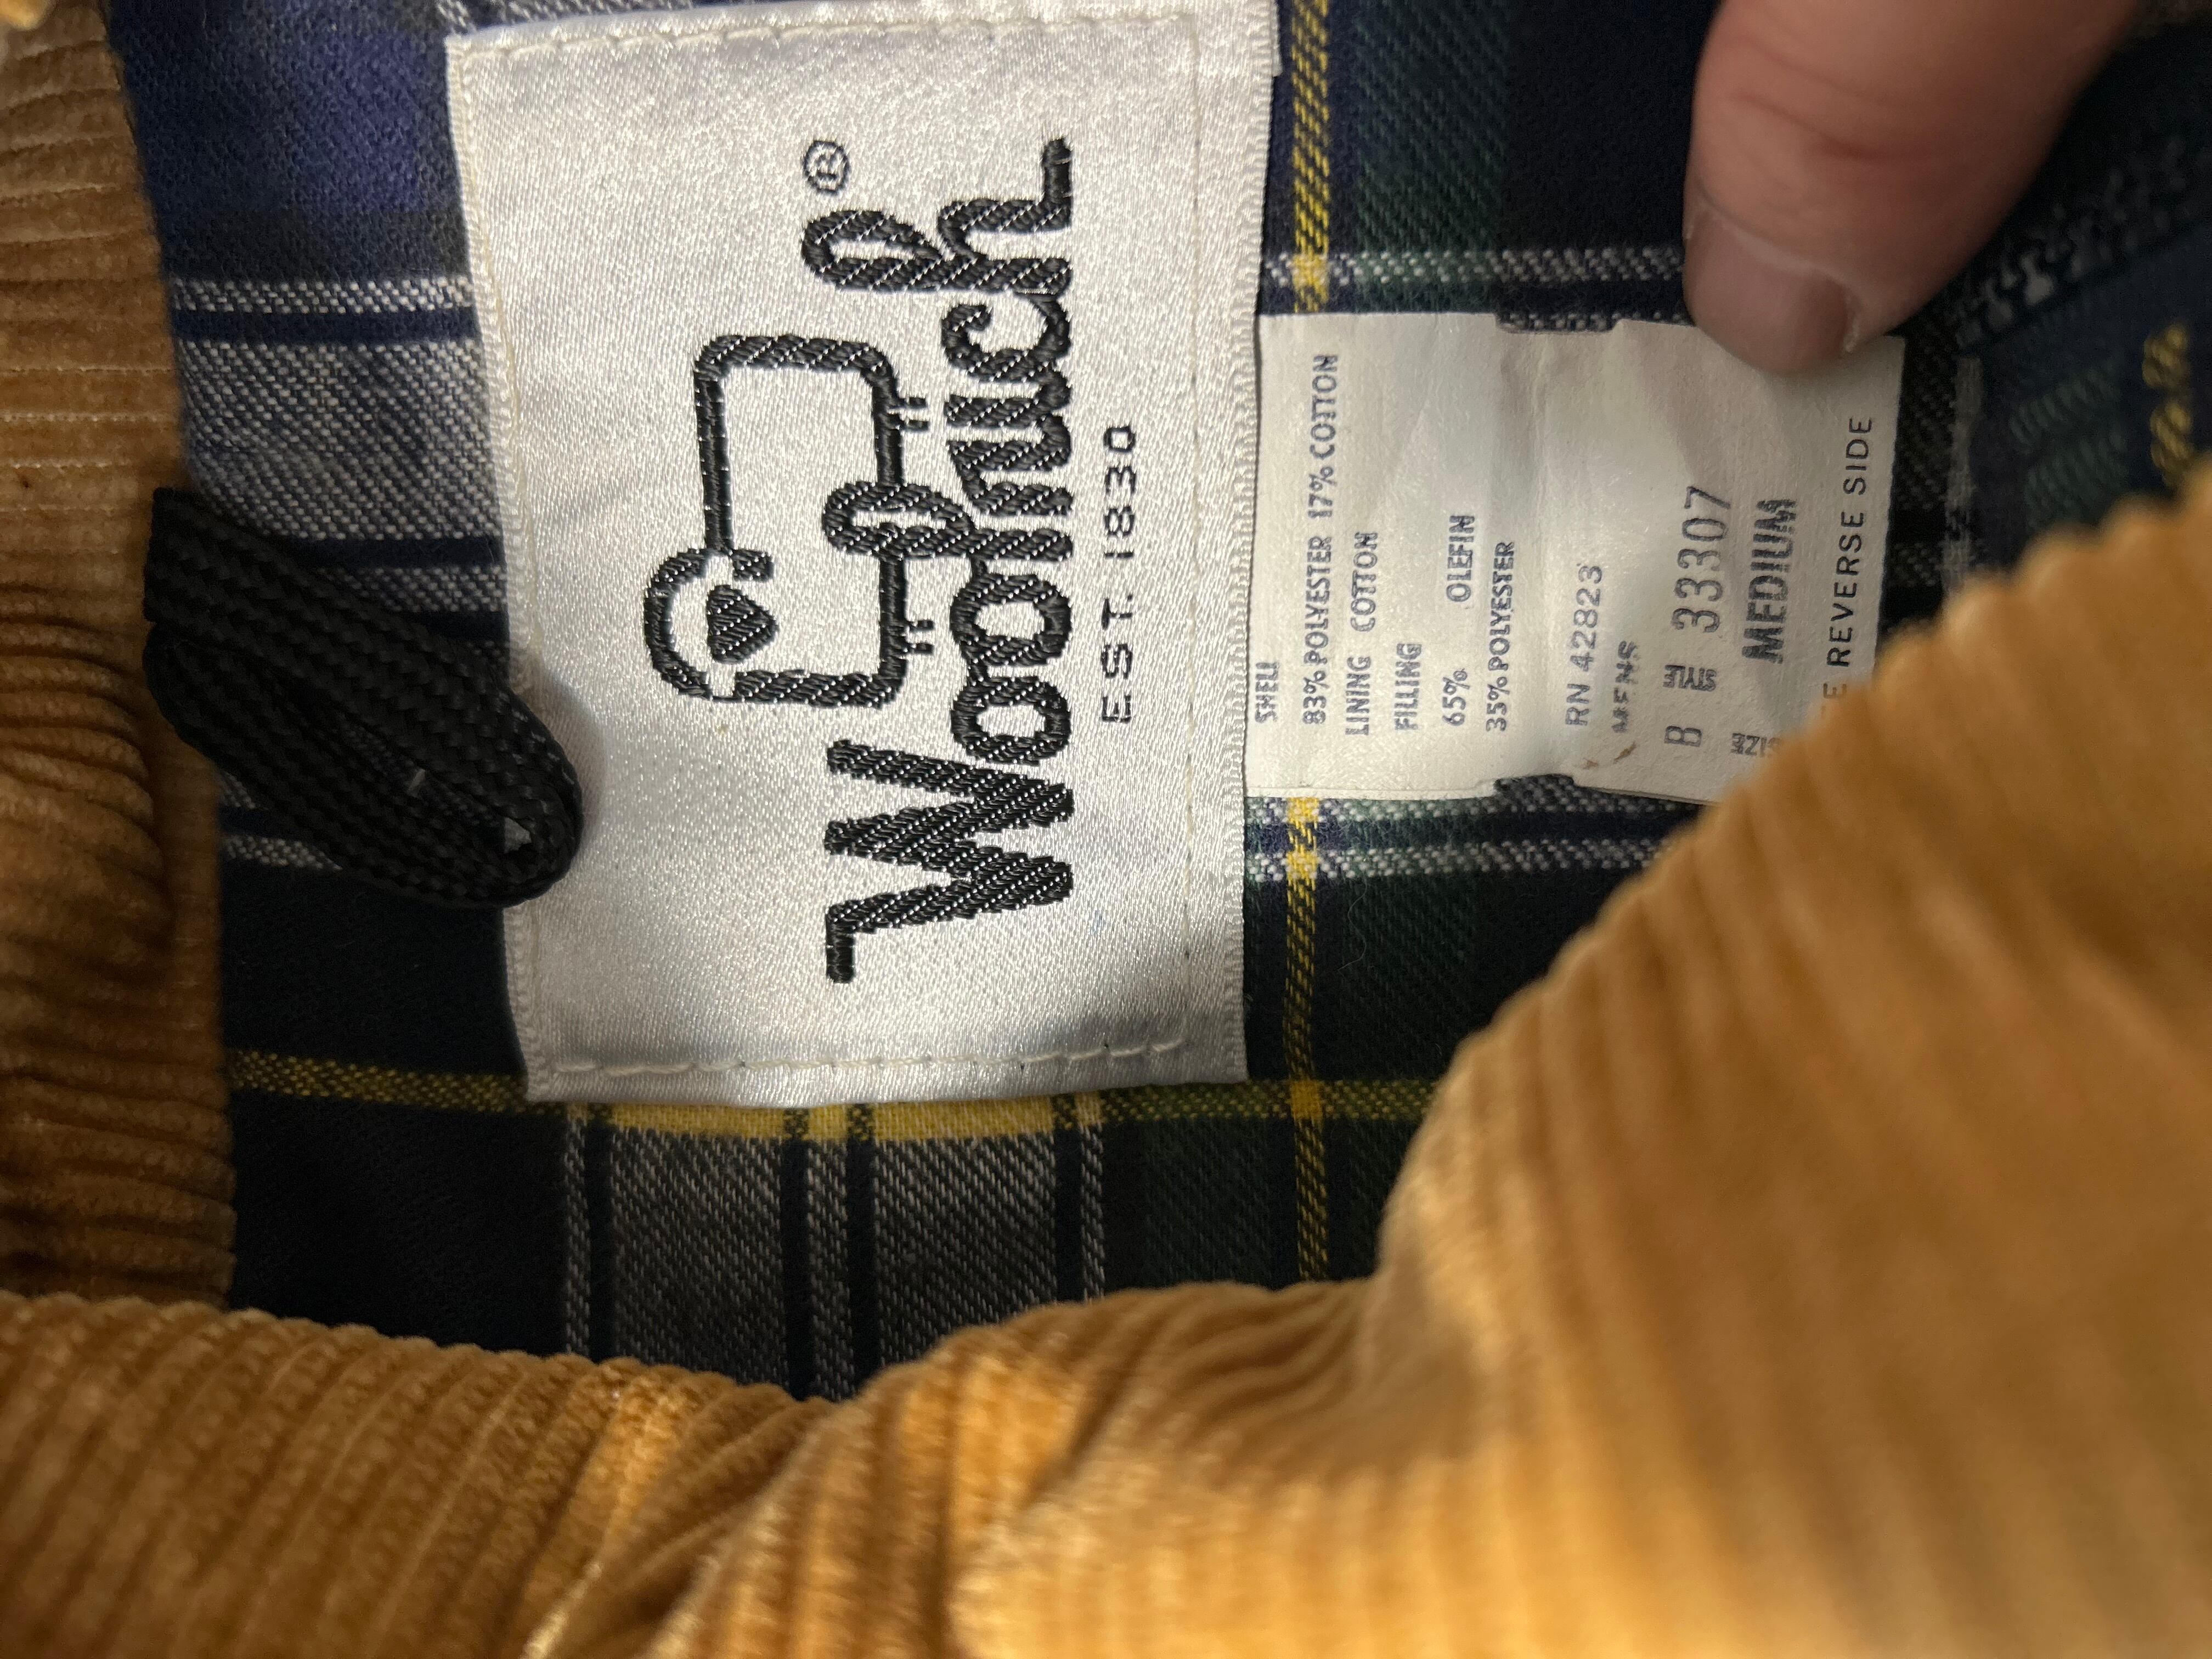 Woolrich®
EST. 1830
SHELL
83% POLYESTER 17% COTTON
LINING COTTON
FILLING
65% OLEFIN
35% POLYESTER
RN 42823
MENS
B 33307
MEDIUM
REVERSE SIDE